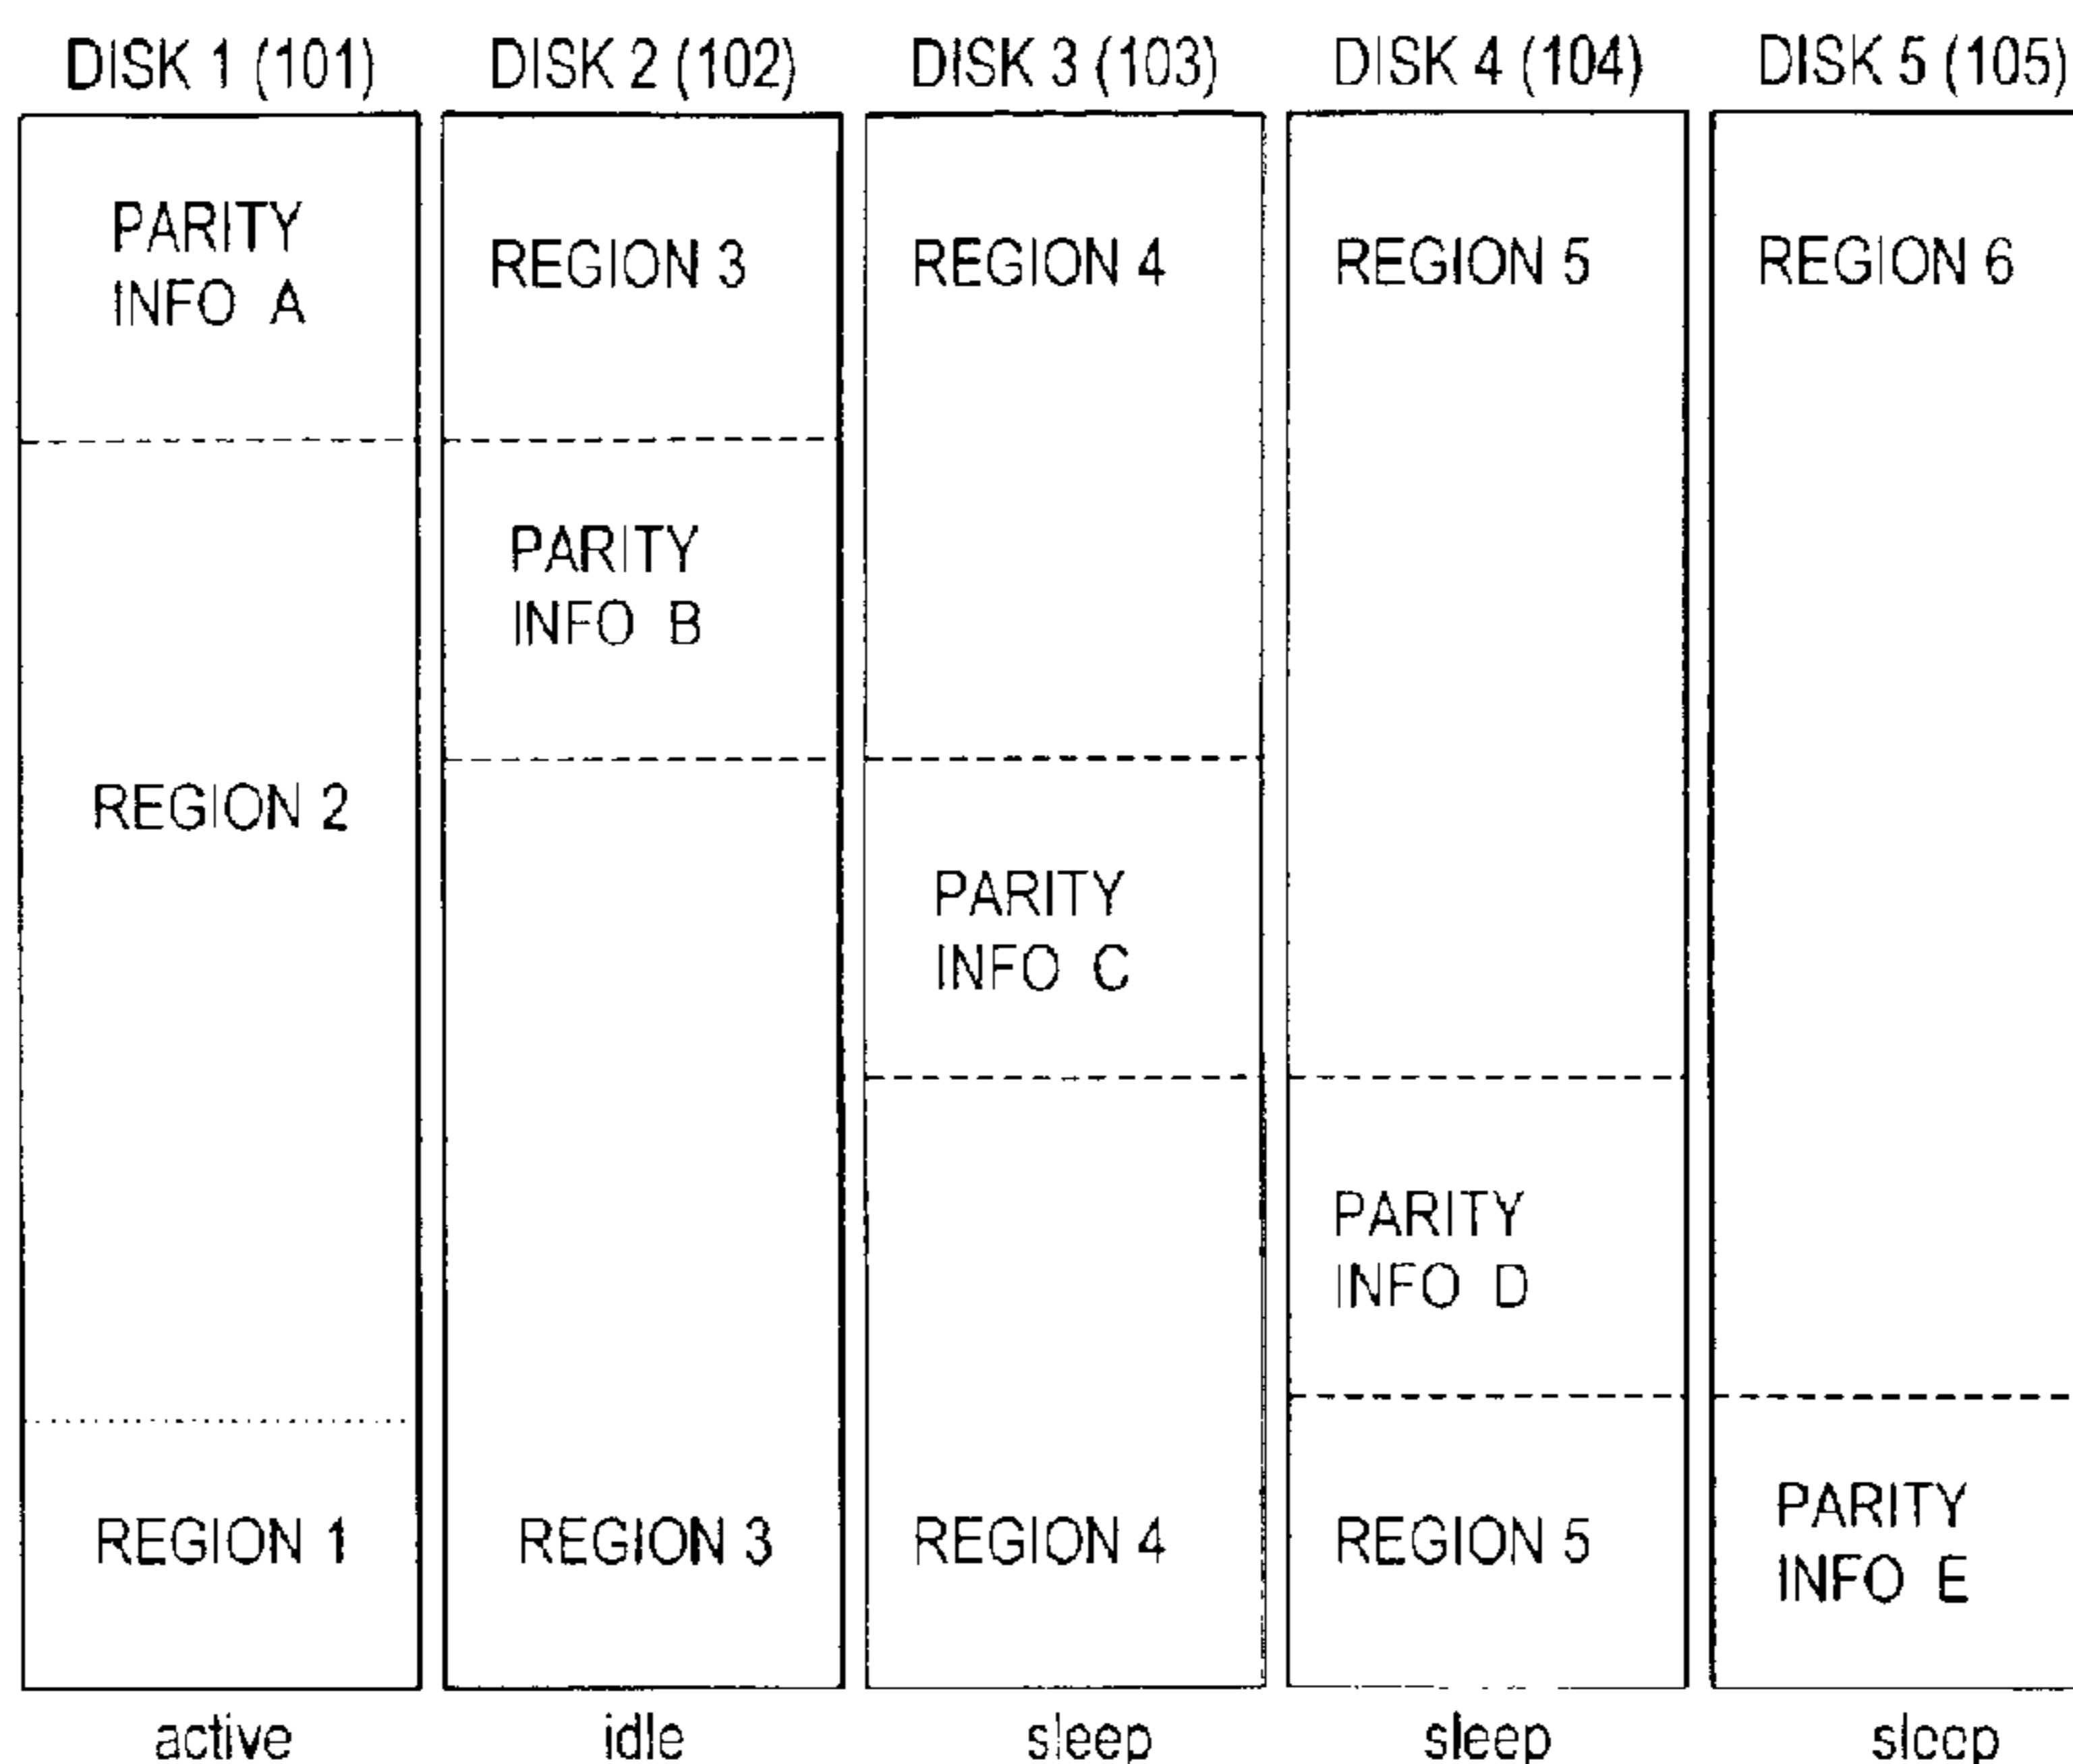 DISK 1 (101) DISK 2 (102) DISK 3 (103) DISK 4 (104) DISK 5 (105)
PARITY
INFO A
REGION 3
REGION 4
REGION 5
REGION 6
PARITY
INFO B
REGION 2
PARITY
INFO C
PARITY
INFO D
REGION 1
REGION 3
REGION 4
REGION 5
PARITY
INFO E
active idle sleep sleep sleep